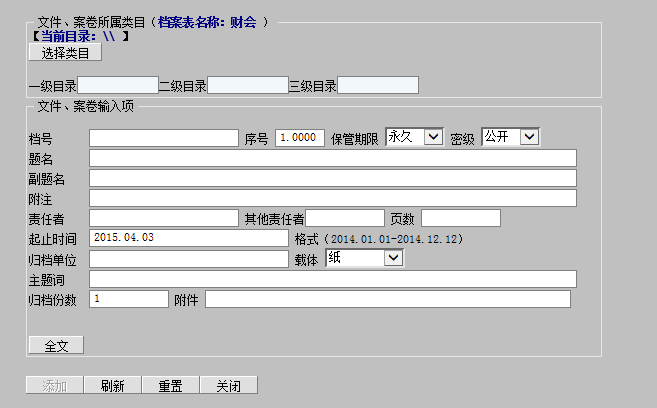 文件、案卷所属类目（档案表名称：财会 ）
【当前目录：\\ 】
选择类目
一级目录 二级目录 三级目录
文件、案卷输入项
档号 序号 1.0000 保管期限 永久 密级 公开
题名
副题名
附注
责任者 其他责任者 页数
起止时间 2015.04.03 格式（2014.01.01-2014.12.12）
归档单位 载体 纸
主题词
归档份数 1 附件
全文
添加 刷新 重置 关闭